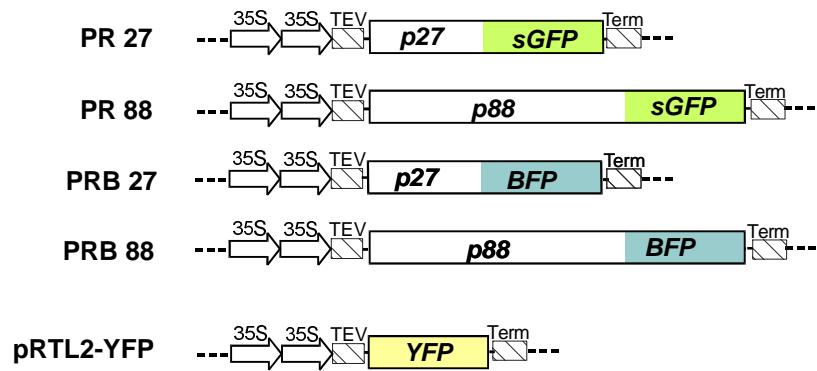 35S 35S TEV Term
PR 27 p27 sGFP
35S 35S TEV Term
PR 88 p88 sGFP
35S 35S TEV Term
PRB 27 p27 BFP
35S 35S TEV Term
PRB 88 p88 BFP
35S 35S TEV Term
pRTL2-YFP YFP